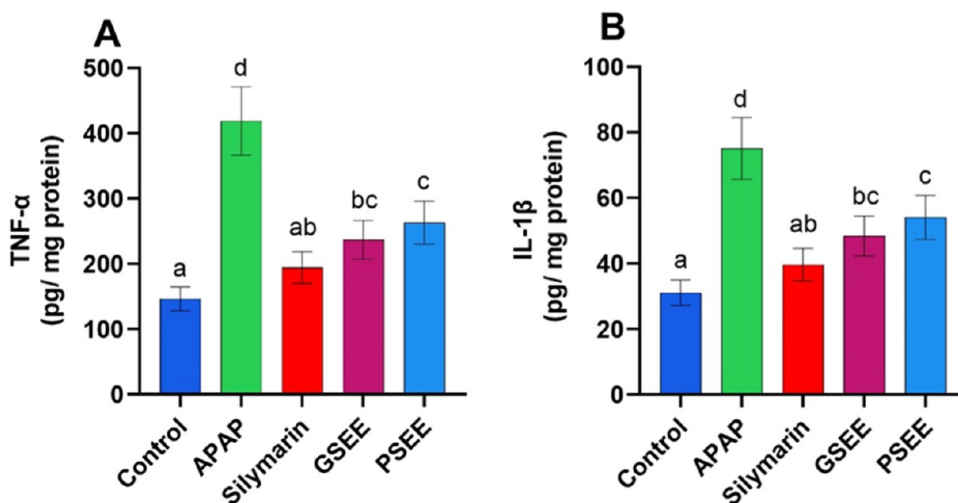 A
TNF-α
(pg/ mg protein)
500
400
300
200
100
0
a
d
ab
bc
c
Control
APAP
Silymarin
GSEE
PSEE
B
IL-1β
(pg/ mg protein)
100
80
60
40
20
0
a
d
ab
bc
c
Control
APAP
Silymarin
GSEE
PSEE